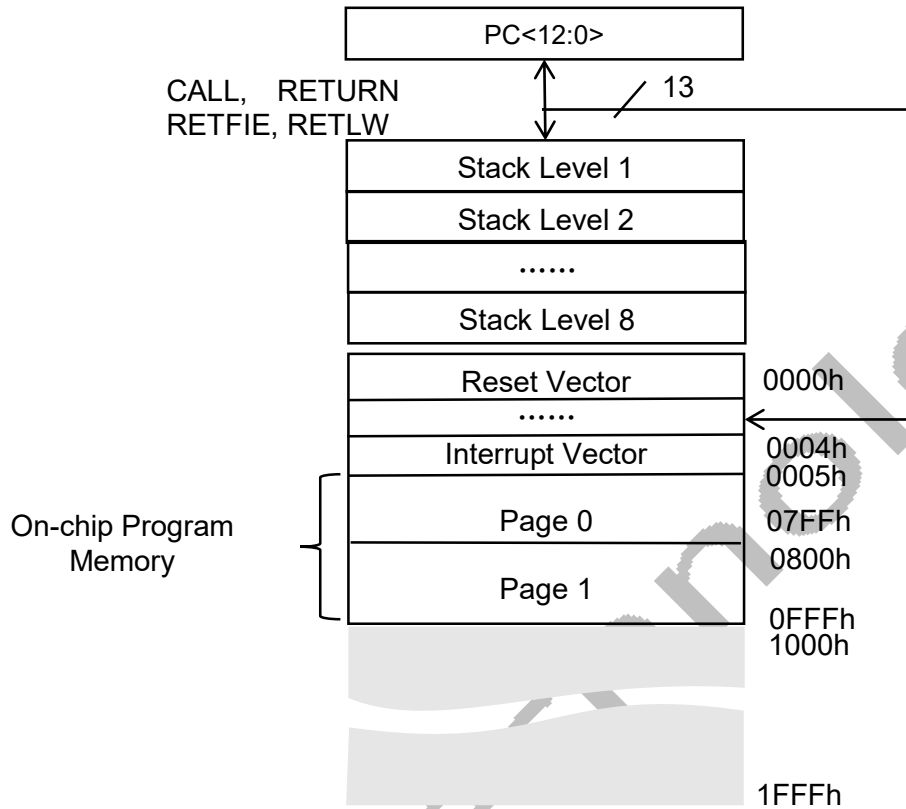 PC<12:0>
CALL, RETURN
RETFIE, RETLW
13
Stack Level 1
Stack Level 2
......
Stack Level 8
Reset Vector
0000h
......
Interrupt Vector
0004h
0005h
On-chip Program
Memory
Page 0
07FFh
0800h
Page 1
0FFFh
1000h
1FFFh